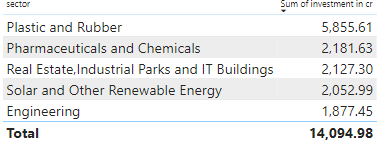 sector Sum of investment in cr
Plastic and Rubber 5,855.61
Pharmaceuticals and Chemicals 2,181.63
Real Estate,Industrial Parks and IT Buildings 2,127.30
Solar and Other Renewable Energy 2,052.99
Engineering 1,877.45
Total 14,094.98